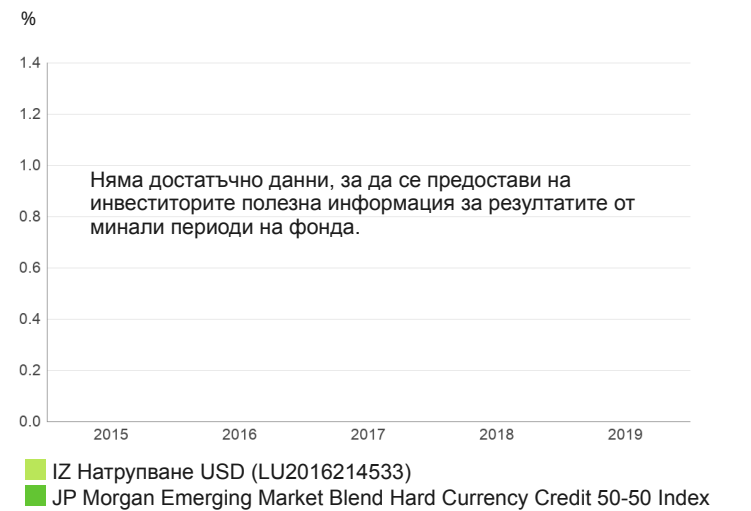 %
1.4
1.2
1.0
Няма достатъчно данни, за да се предостави на
инвеститорите полезна информация за резултатите от
минали периоди на фонда.
0.8
0.6
0.4
0.2
0.0
2015 2016 2017 2018 2019
IZ Натрупване USD (LU2016214533)
JP Morgan Emerging Market Blend Hard Currency Credit 50-50 Index